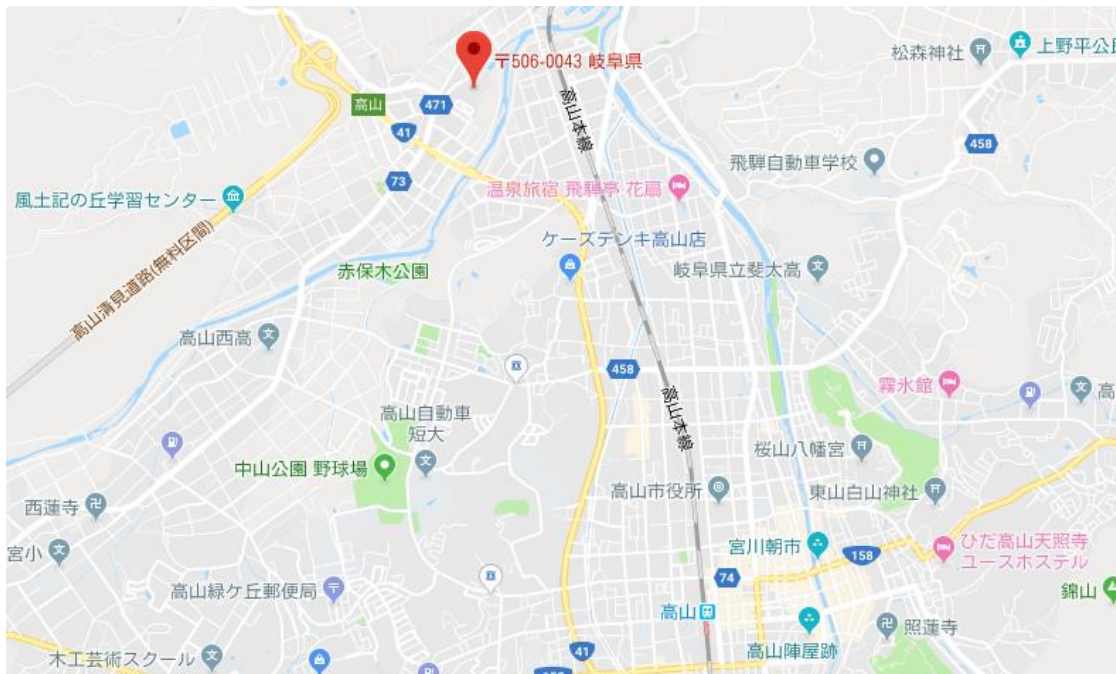 〒506-0043 岐阜県
松森神社
上野平公
高山
471
高山本線
41
458
飛騨自動車学校
73
温泉旅宿 飛騨亭 花扇
風土記の丘学習センター
ケーズデンキ高山店
赤保木公園
岐阜県立斐太高
高山清見道路(無料区間)
高山西高
458
霧氷館
高山本線
高
高山自動車
短大
桜山八幡宮
中山公園 野球場
高山市役所
東山白山神社
西蓮寺
宮小
宮川朝市
158
ひだ高山天照寺
ユースホステル
74
高山緑ケ丘郵便局
錦山
高山
照蓮寺
木工芸術スクール
41
高山陣屋跡